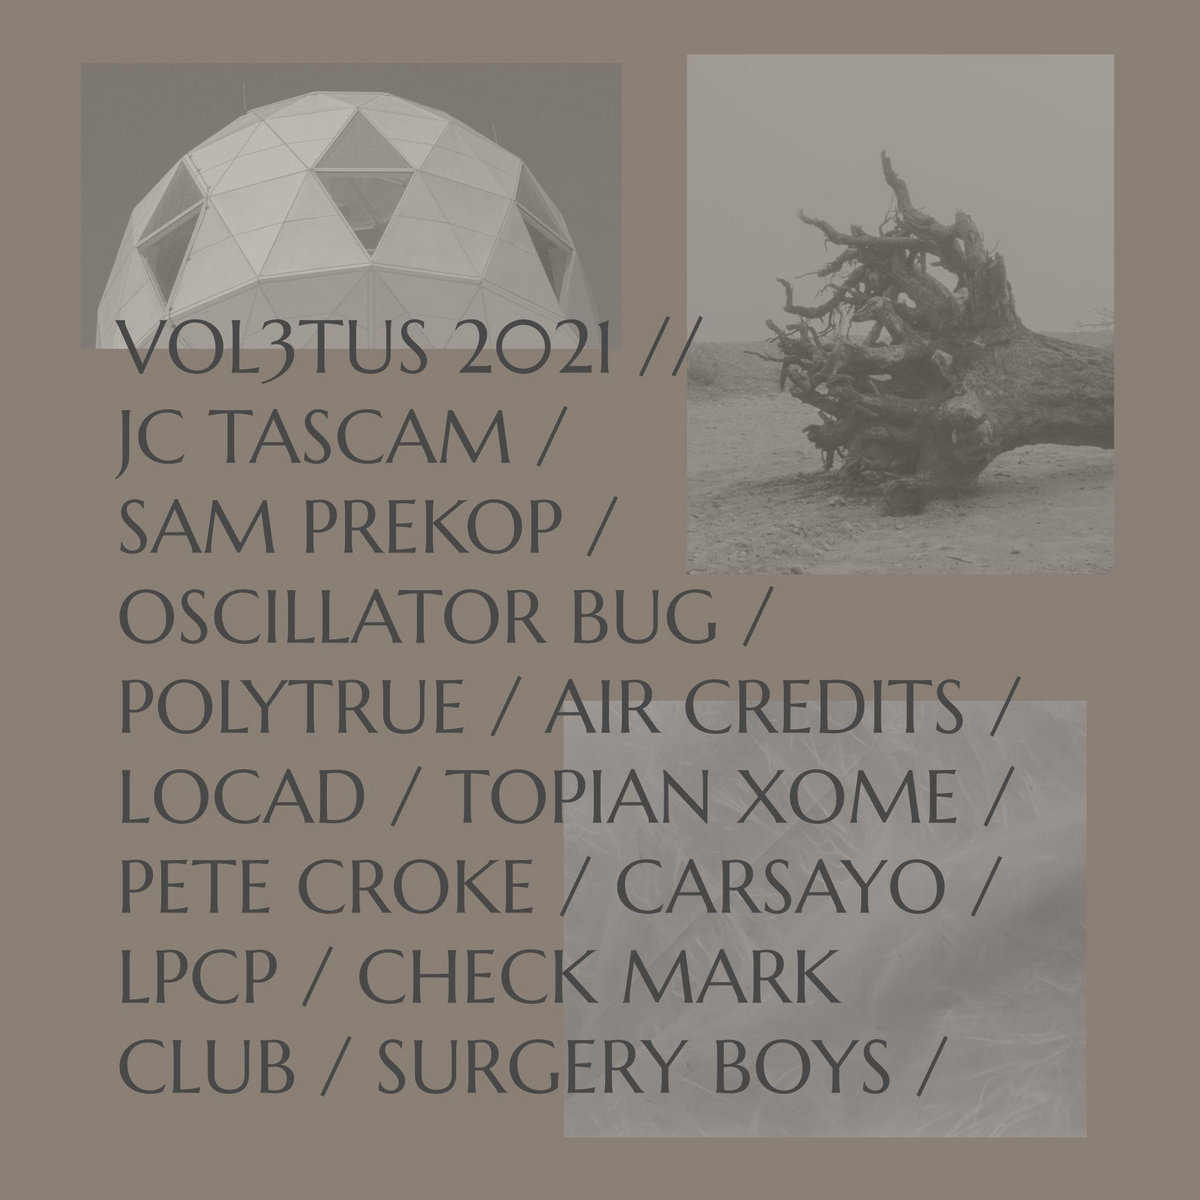 VOL3TUS 2021 //
JC TASCAM /
SAM PREKOP /
OSCILLATOR BUG /
POLYTRUE / AIR CREDITS /
LOCAD / TOPIAN XOME /
PETE CROKE / CARSAYO /
LPCP / CHECK MARK
CLUB / SURGERY BOYS /